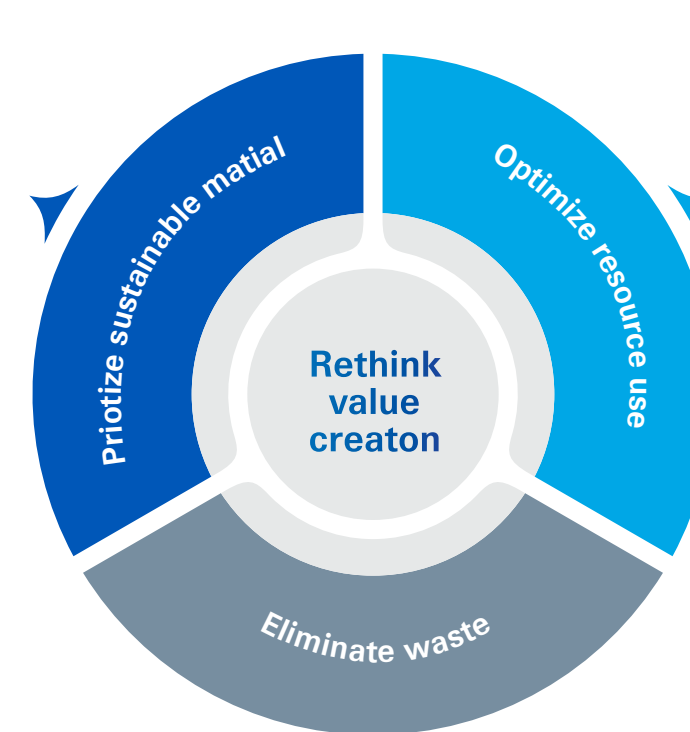 Priotize sustainable matial
Optimize resource use
Rethink
value
creaton
Eliminate waste